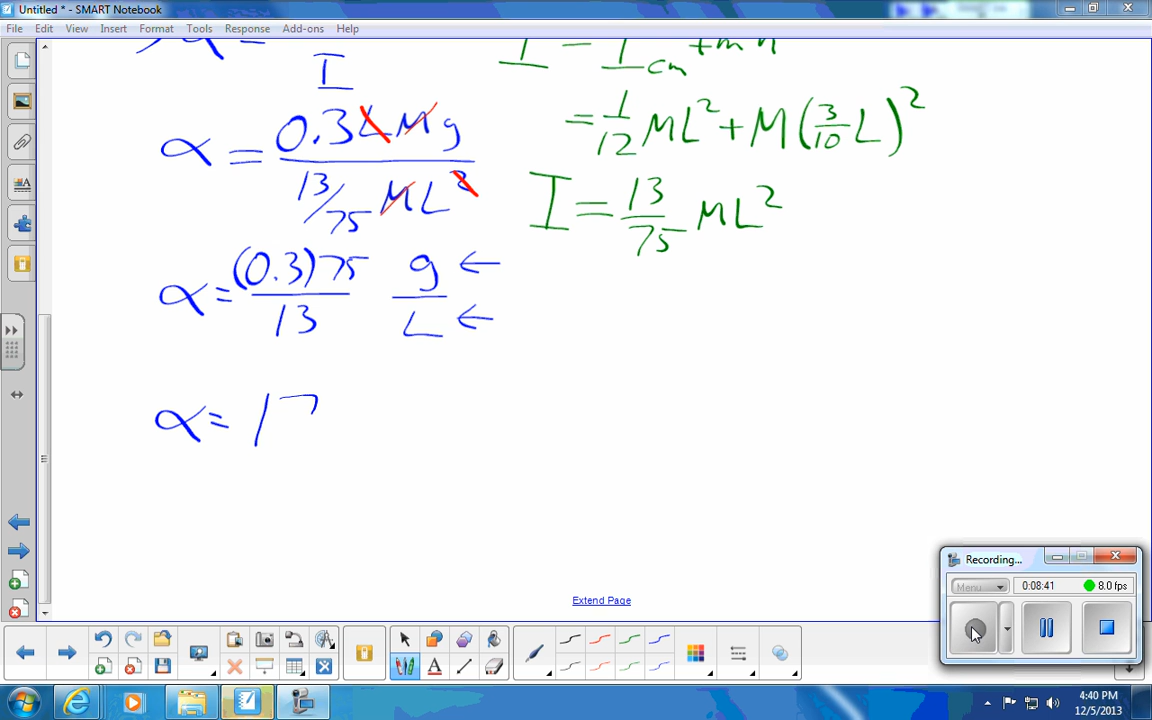 Untitled * - SMART Notebook
File Edit View Insert Format Tools Response Add-ons Help
α =
I
I = I cm + m h
= 1/12 ML² + M (3/10 L)²
α = 0.3 L M g / 13/75 ML²
I = 13/75 ML²
α = (0.3)75 / 13 g / L ← ←
α = 17
Extend Page
Recording...
Menu 0:08:41 8.0 fps
A
4:40 PM
12/5/2013